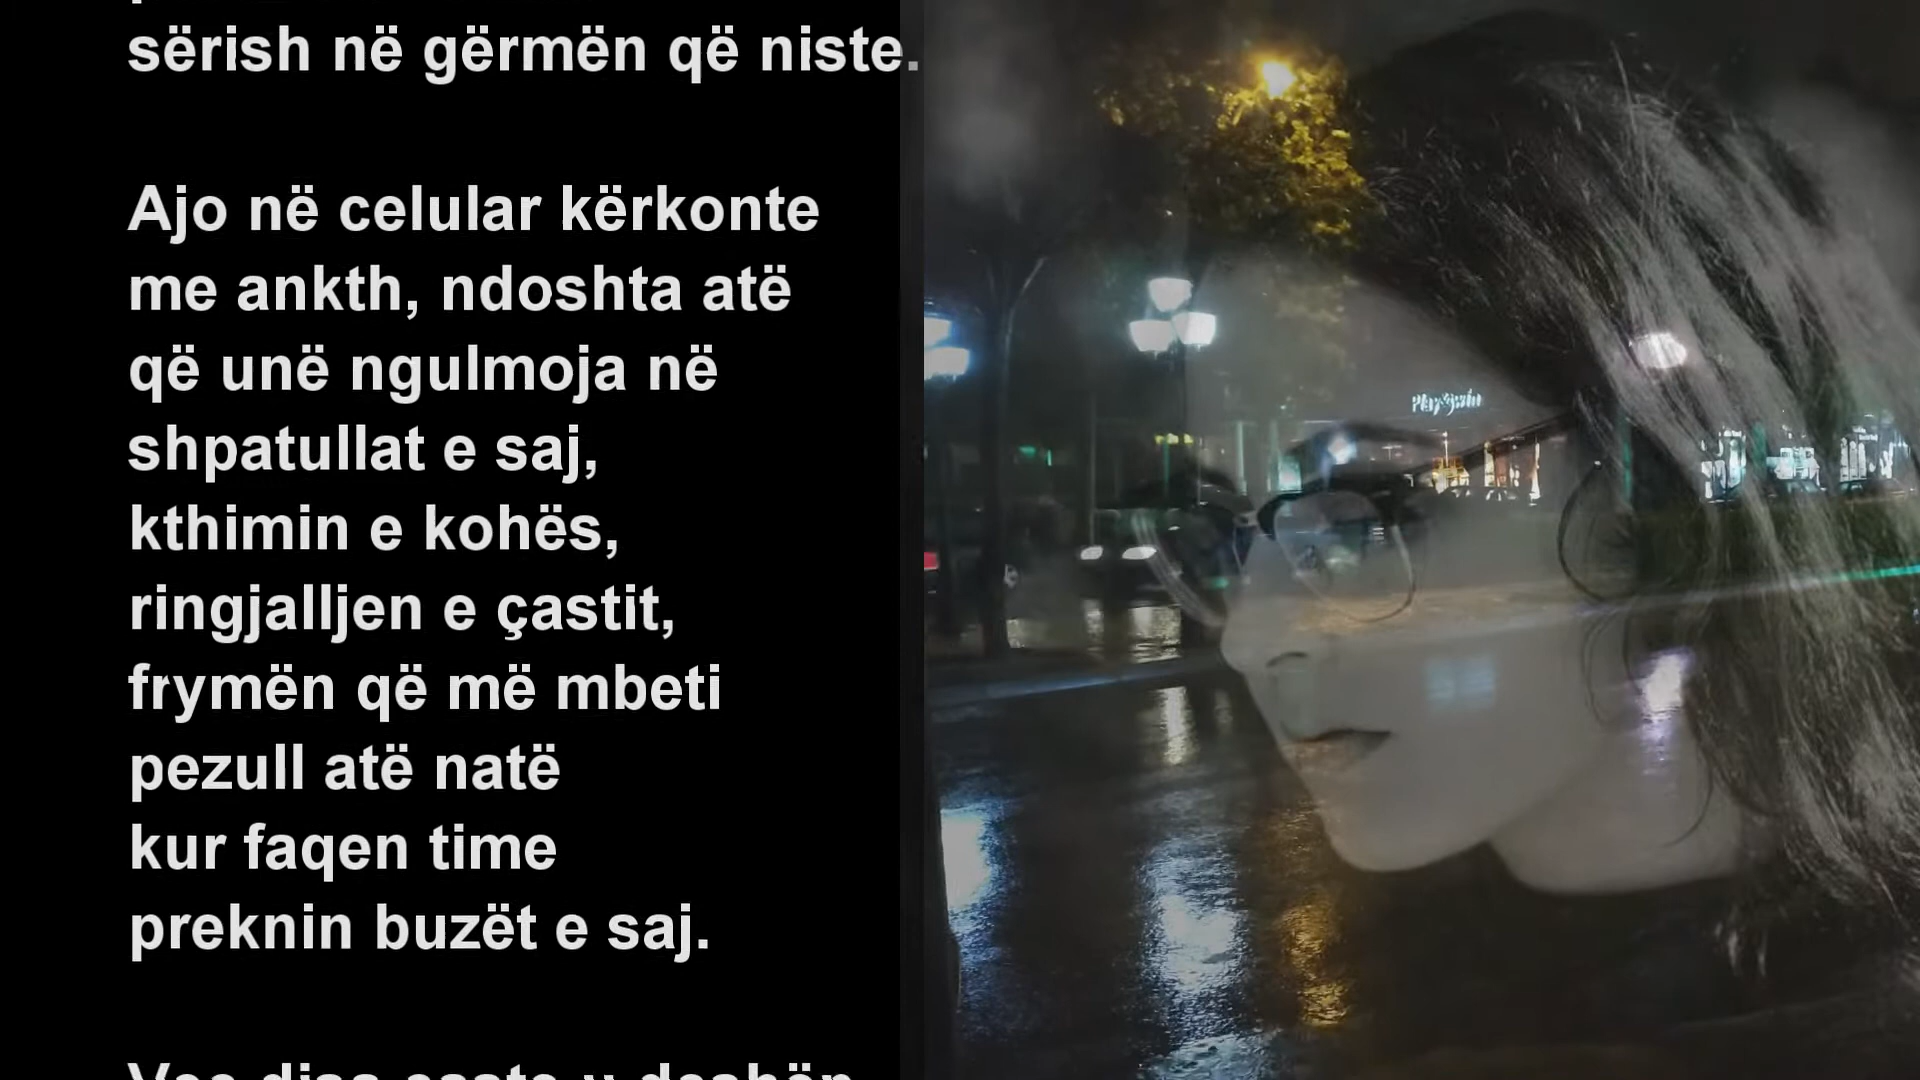 sërish në gërmën që niste.
Ajo në celular kërkonte
me ankth, ndoshta atë
që unë ngulmoja në
shpatullat e saj,
kthimin e kohës,
ringjalljen e çastit,
frymën që më mbeti
pezull atë natë
kur faqen time
preknin buzët e saj.